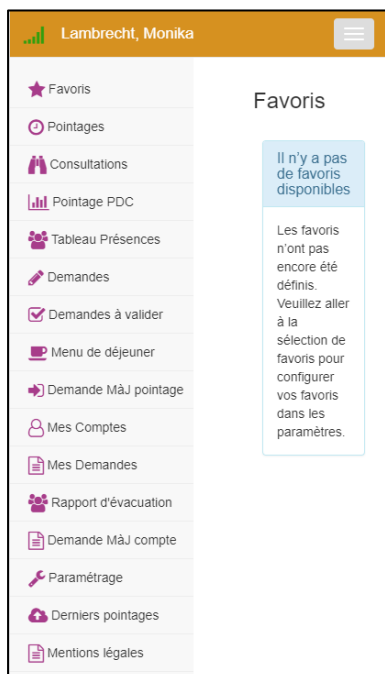 Lambrecht, Monika
Favoris
Pointages
Consultations
Pointage PDC
Tableau Présences
Demandes
Demandes à valider
Menu de déjeuner
Demande MàJ pointage
Mes Comptes
Mes Demandes
Rapport d'évacuation
Demande MàJ compte
Paramétrage
Derniers pointages
Mentions légales
Favoris
Il n'y a pas
de favoris
disponibles
Les favoris
n'ont pas
encore été
définis.
Veuillez aller
à la
sélection de
favoris pour
configurer
vos favoris
dans les
paramètres.